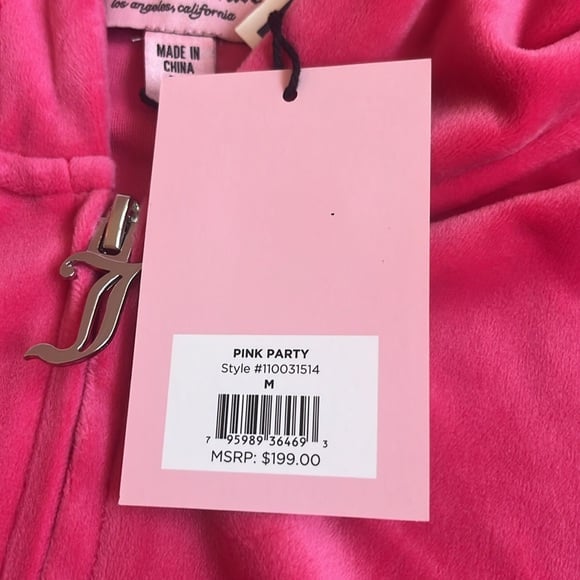 los angeles, california
MADE IN
CHINA
PINK PARTY
Style #110031514
M
7 95989 36469 3
MSRP: $199.00